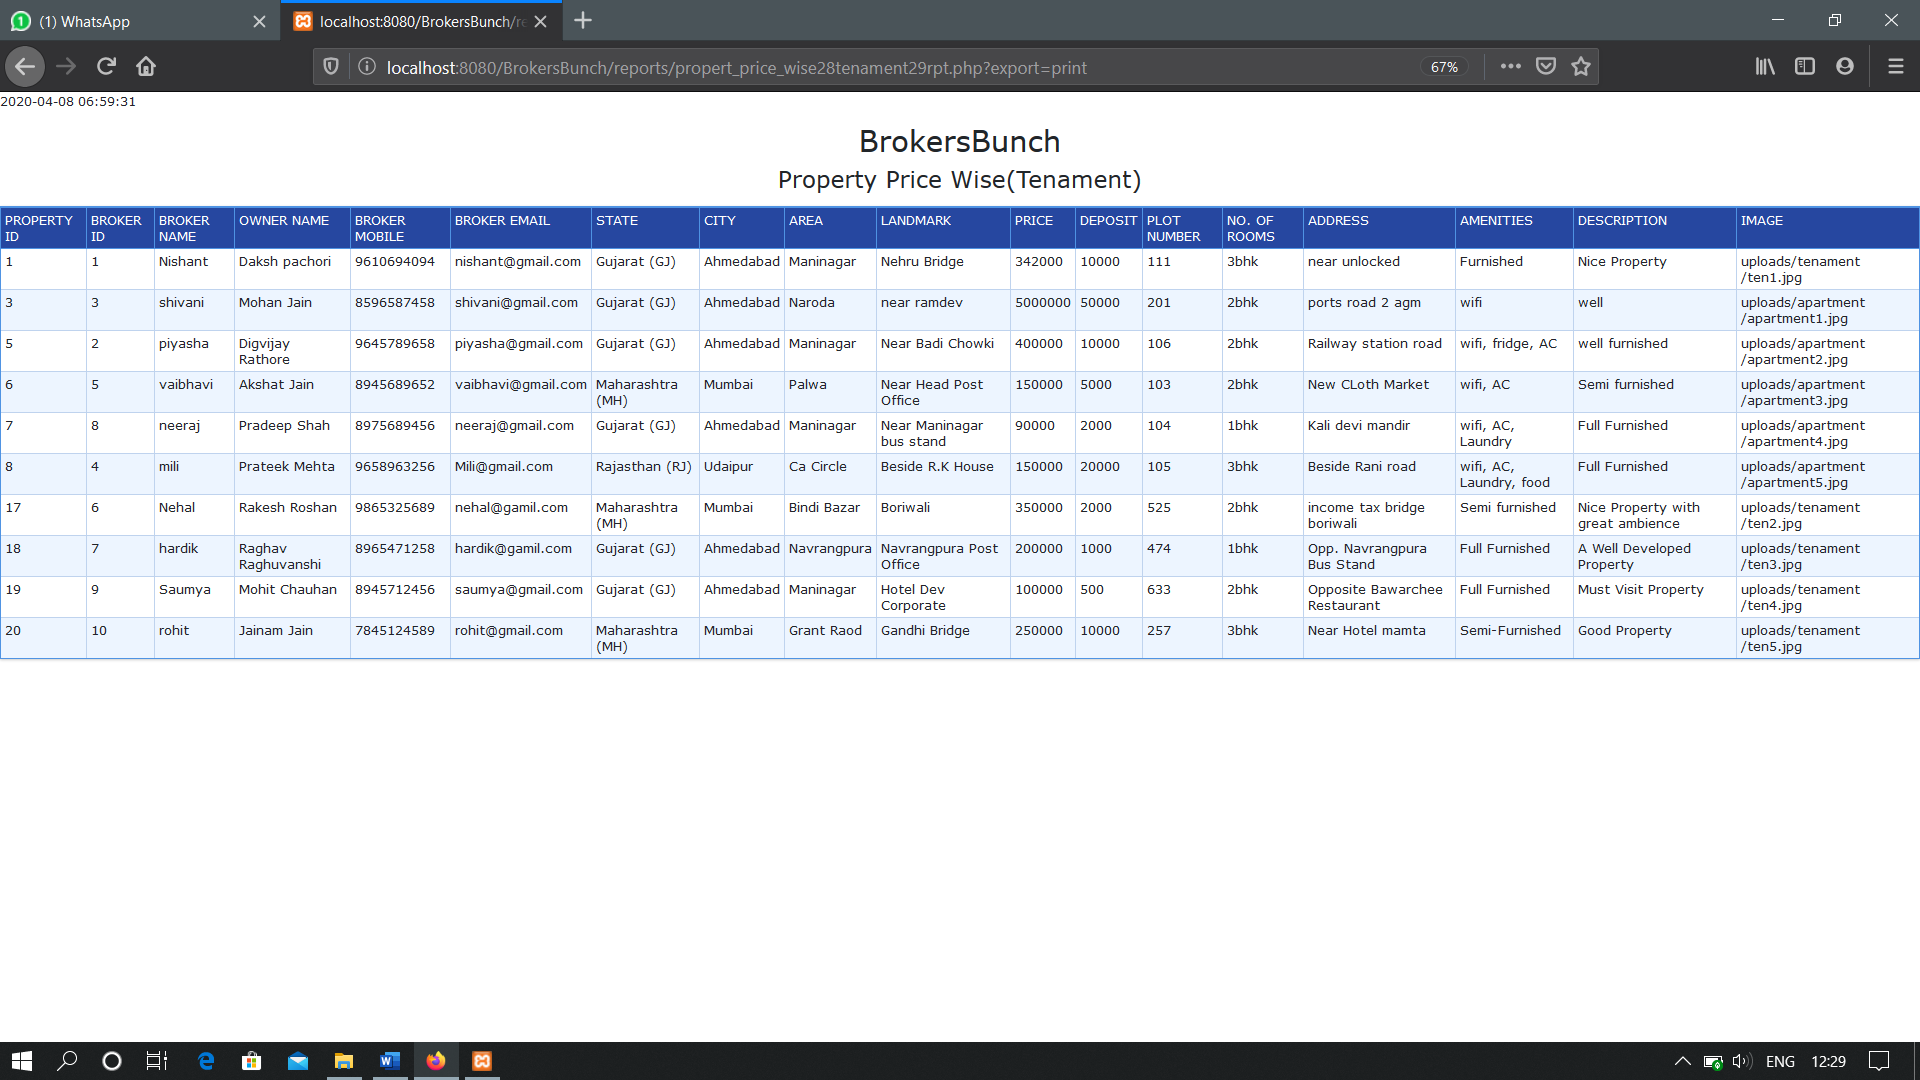 (1) WhatsApp
localhost:8080/BrokersBunch/re
localhost:8080/BrokersBunch/reports/propert_price_wise28tenament29rpt.php?export=print 67%
2020-04-08 06:59:31
BrokersBunch
Property Price Wise(Tenament)
PROPERTY ID BROKER ID BROKER NAME OWNER NAME BROKER MOBILE BROKER EMAIL STATE CITY AREA LANDMARK PRICE DEPOSIT PLOT NUMBER NO. OF ROOMS ADDRESS AMENITIES DESCRIPTION IMAGE
1 1 Nishant Daksh pachori 9610694094 nishant@gmail.com Gujarat (GJ) Ahmedabad Maninagar Nehru Bridge 342000 10000 111 3bhk near unlocked Furnished Nice Property uploads/tenament /ten1.jpg
3 3 shivani Mohan Jain 8596587458 shivani@gmail.com Gujarat (GJ) Ahmedabad Naroda near ramdev 5000000 50000 201 2bhk ports road 2 agm wifi well uploads/apartment /apartment1.jpg
5 2 piyasha Digvijay Rathore 9645789658 piyasha@gmail.com Gujarat (GJ) Ahmedabad Maninagar Near Badi Chowki 400000 10000 106 2bhk Railway station road wifi, fridge, AC well furnished uploads/apartment /apartment2.jpg
6 5 vaibhavi Akshat Jain 8945689652 vaibhavi@gmail.com Maharashtra (MH) Mumbai Palwa Near Head Post Office 150000 5000 103 2bhk New CLoth Market wifi, AC Semi furnished uploads/apartment /apartment3.jpg
7 8 neeraj Pradeep Shah 8975689456 neeraj@gmail.com Gujarat (GJ) Ahmedabad Maninagar Near Maninagar bus stand 90000 2000 104 1bhk Kali devi mandir wifi, AC, Laundry Full Furnished uploads/apartment /apartment4.jpg
8 4 mili Prateek Mehta 9658963256 Mili@gmail.com Rajasthan (RJ) Udaipur Ca Circle Beside R.K House 150000 20000 105 3bhk Beside Rani road wifi, AC, Laundry, food Full Furnished uploads/apartment /apartment5.jpg
17 6 Nehal Rakesh Roshan 9865325689 nehal@gamil.com Maharashtra (MH) Mumbai Bindi Bazar Boriwali 350000 2000 525 2bhk income tax bridge boriwali Semi furnished Nice Property with great ambience uploads/tenament /ten2.jpg
18 7 hardik Raghav Raghuvanshi 8965471258 hardik@gamil.com Gujarat (GJ) Ahmedabad Navrangpura Navrangpura Post Office 200000 1000 474 1bhk Opp. Navrangpura Bus Stand Full Furnished A Well Developed Property uploads/tenament /ten3.jpg
19 9 Saumya Mohit Chauhan 8945712456 saumya@gmail.com Gujarat (GJ) Ahmedabad Maninagar Hotel Dev Corporate 100000 500 633 2bhk Opposite Bawarchee Restaurant Full Furnished Must Visit Property uploads/tenament /ten4.jpg
20 10 rohit Jainam Jain 7845124589 rohit@gmail.com Maharashtra (MH) Mumbai Grant Raod Gandhi Bridge 250000 10000 257 3bhk Near Hotel mamta Semi-Furnished Good Property uploads/tenament /ten5.jpg
ENG 12:29